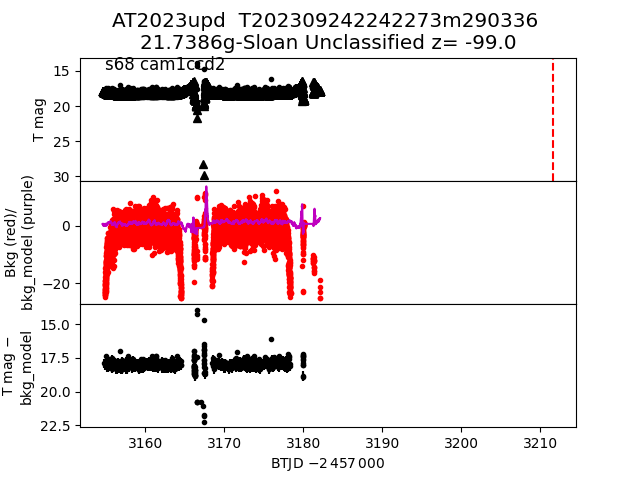 AT2023upd  T202309242242273m290336
21.7386g-Sloan Unclassified z= -99.0
s68 cam1ccd2
15
20
25
30
T mag
0
−20
Bkg (red)/
bkg_model (purple)
15.0
17.5
20.0
22.5
T mag −
bkg_model
3160
3170
3180
3190
3200
3210
BTJD −2 457 000